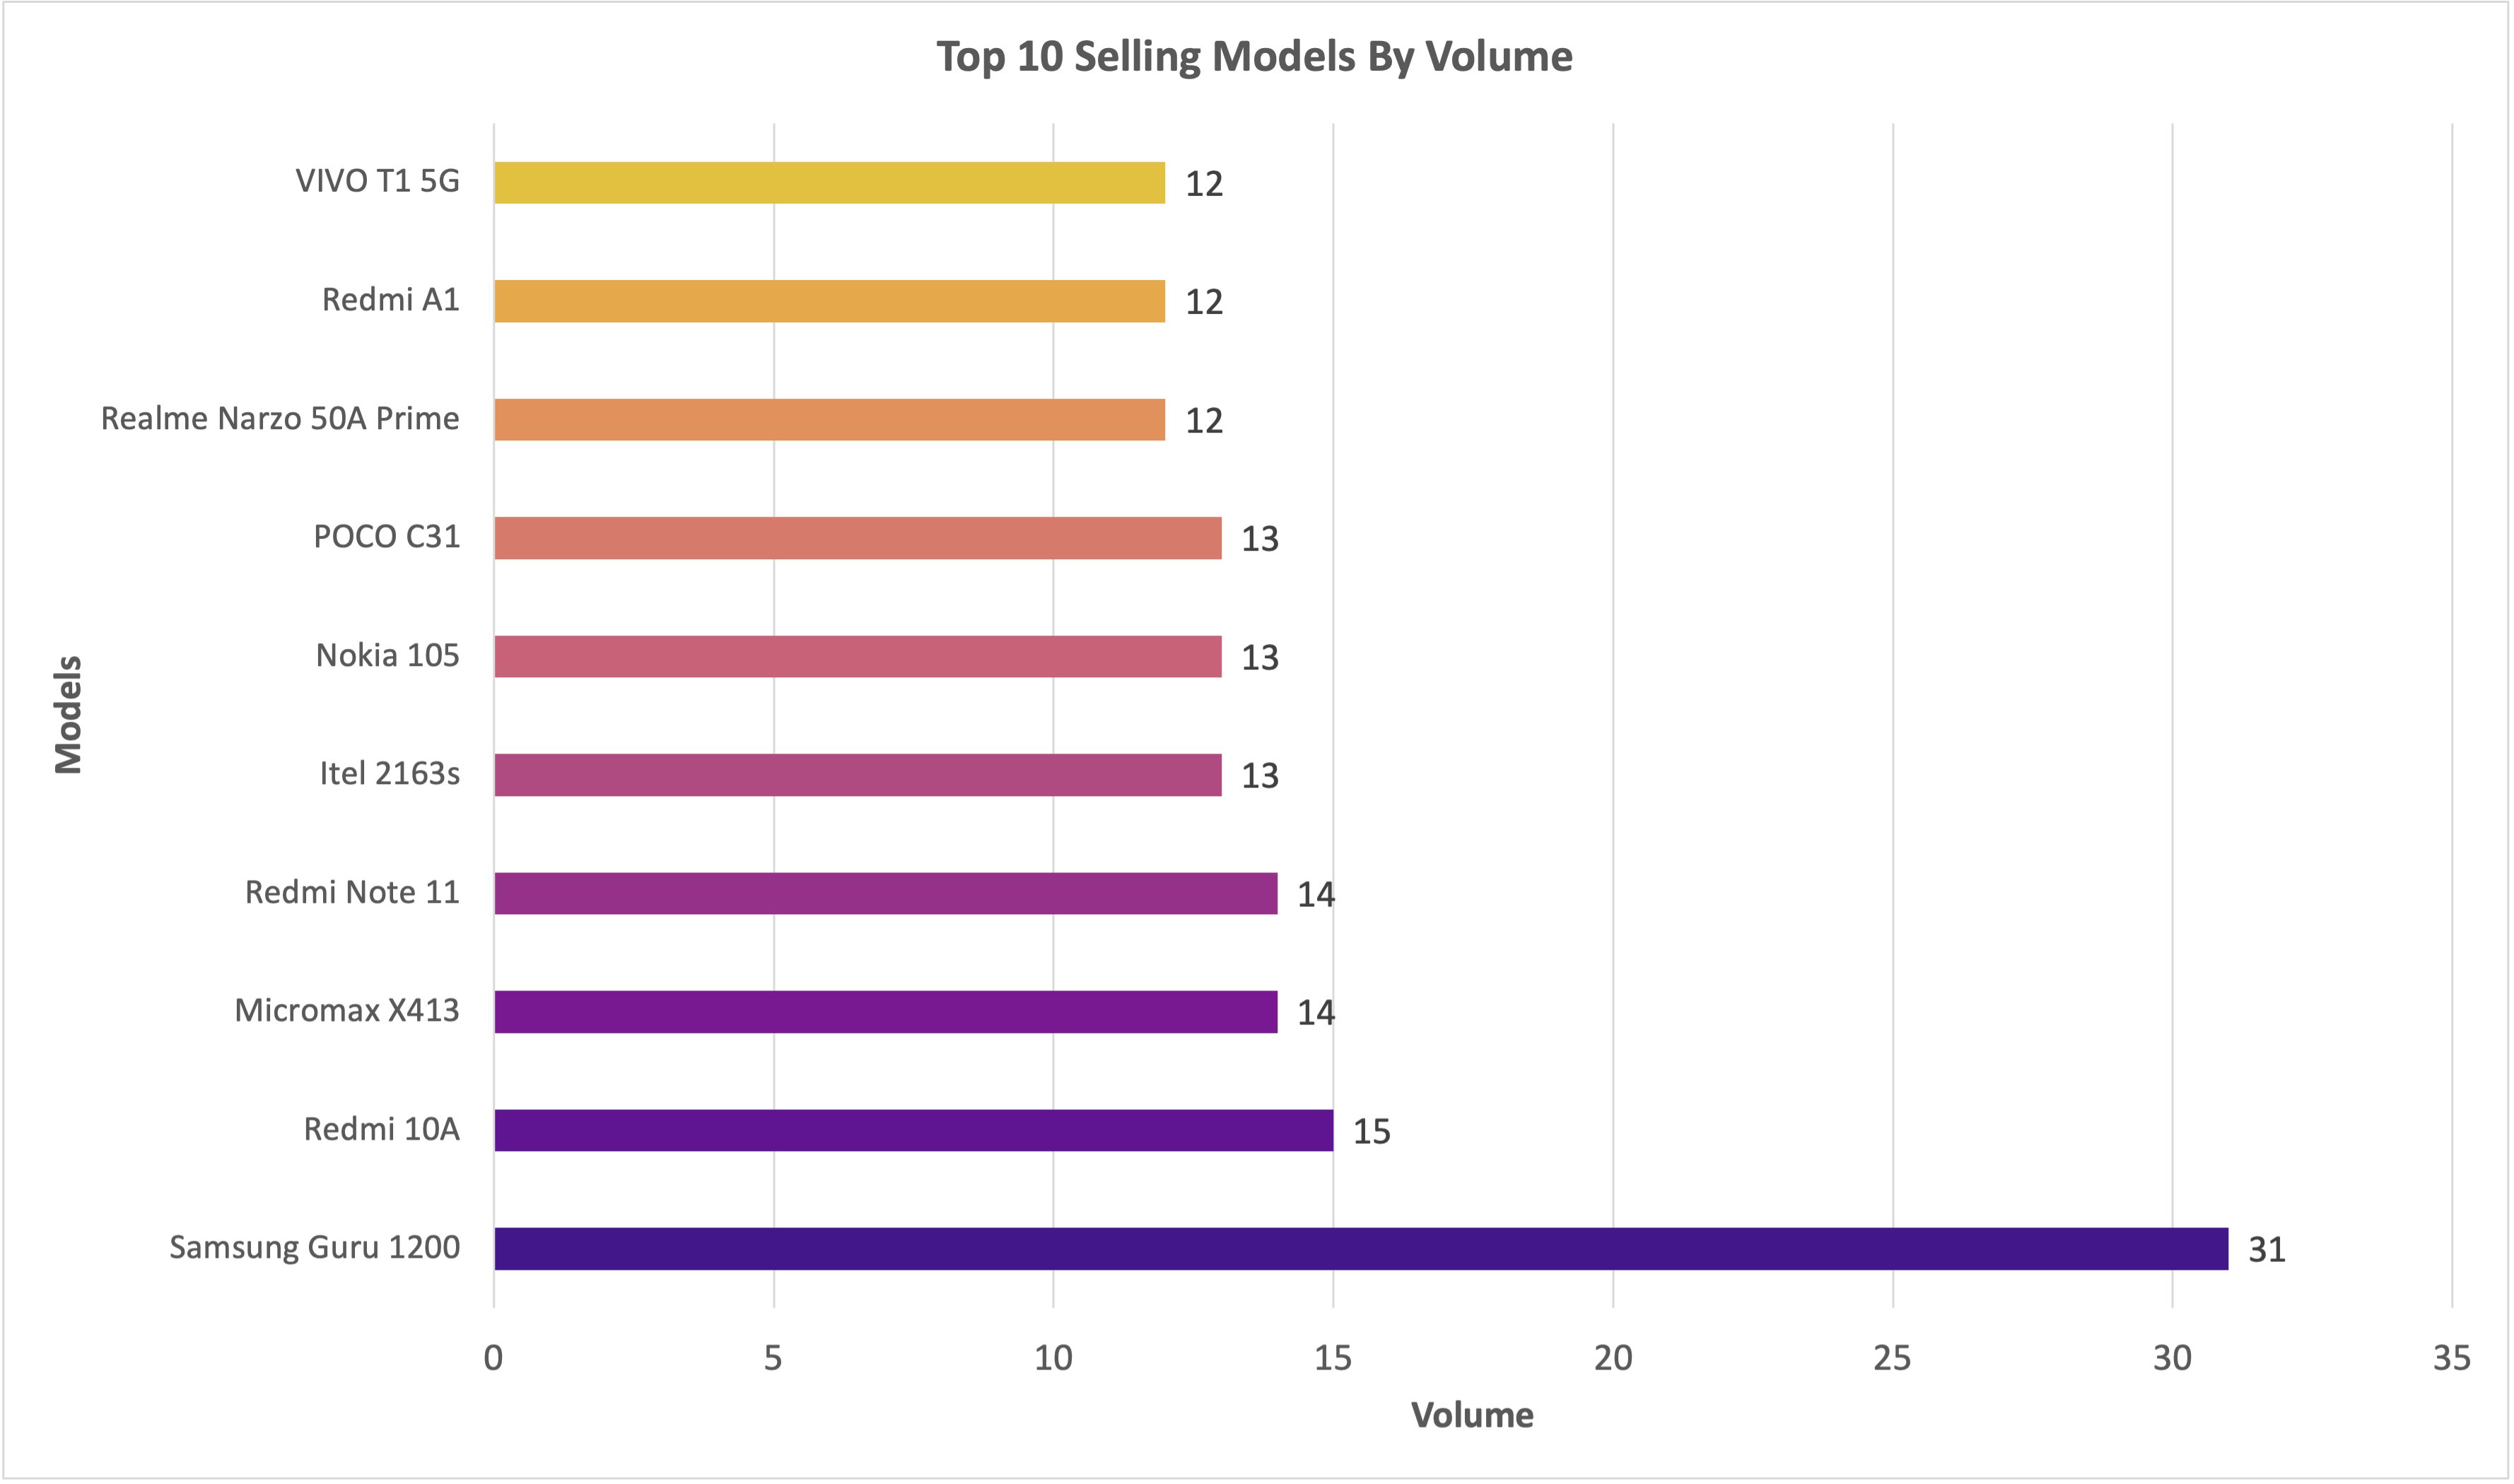 Top 10 Selling Models By Volume
Models
VIVO T1 5G 12
Redmi A1 12
Realme Narzo 50A Prime 12
POCO C31 13
Nokia 105 13
Itel 2163s 13
Redmi Note 11 14
Micromax X413 14
Redmi 10A 15
Samsung Guru 1200 31
0 5 10 15 20 25 30 35
Volume